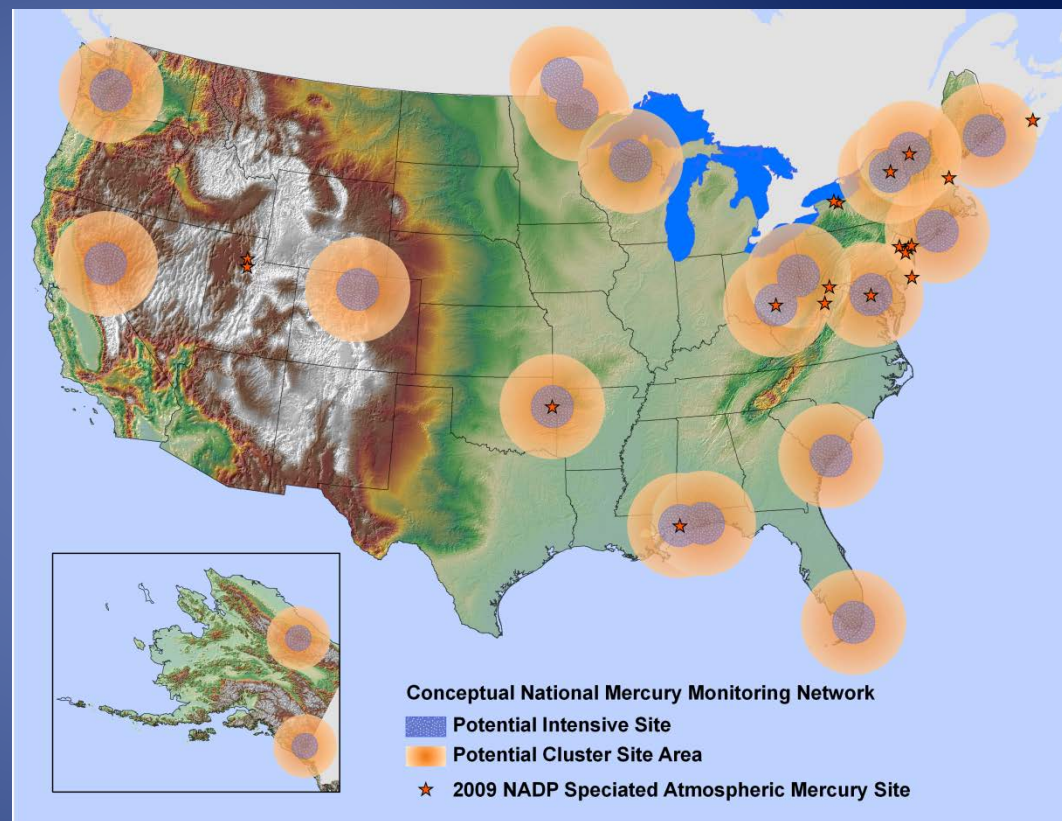 Conceptual National Mercury Monitoring Network
Potential Intensive Site
Potential Cluster Site Area
2009 NADP Speciated Atmospheric Mercury Site